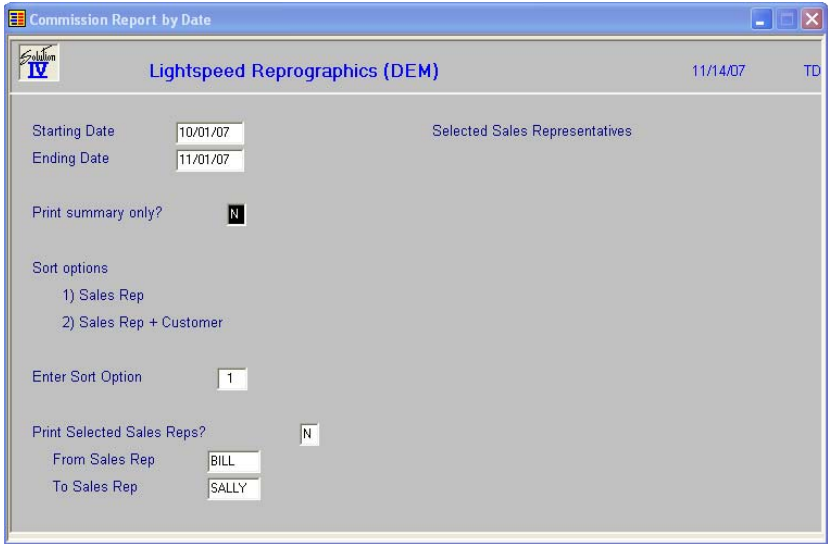 Commission Report by Date
Solution
IV
Lightspeed Reprographics (DEM) 11/14/07 TD
Starting Date 10/01/07 Selected Sales Representatives
Ending Date 11/01/07
Print summary only? N
Sort options
1) Sales Rep
2) Sales Rep + Customer
Enter Sort Option 1
Print Selected Sales Reps? N
From Sales Rep BILL
To Sales Rep SALLY